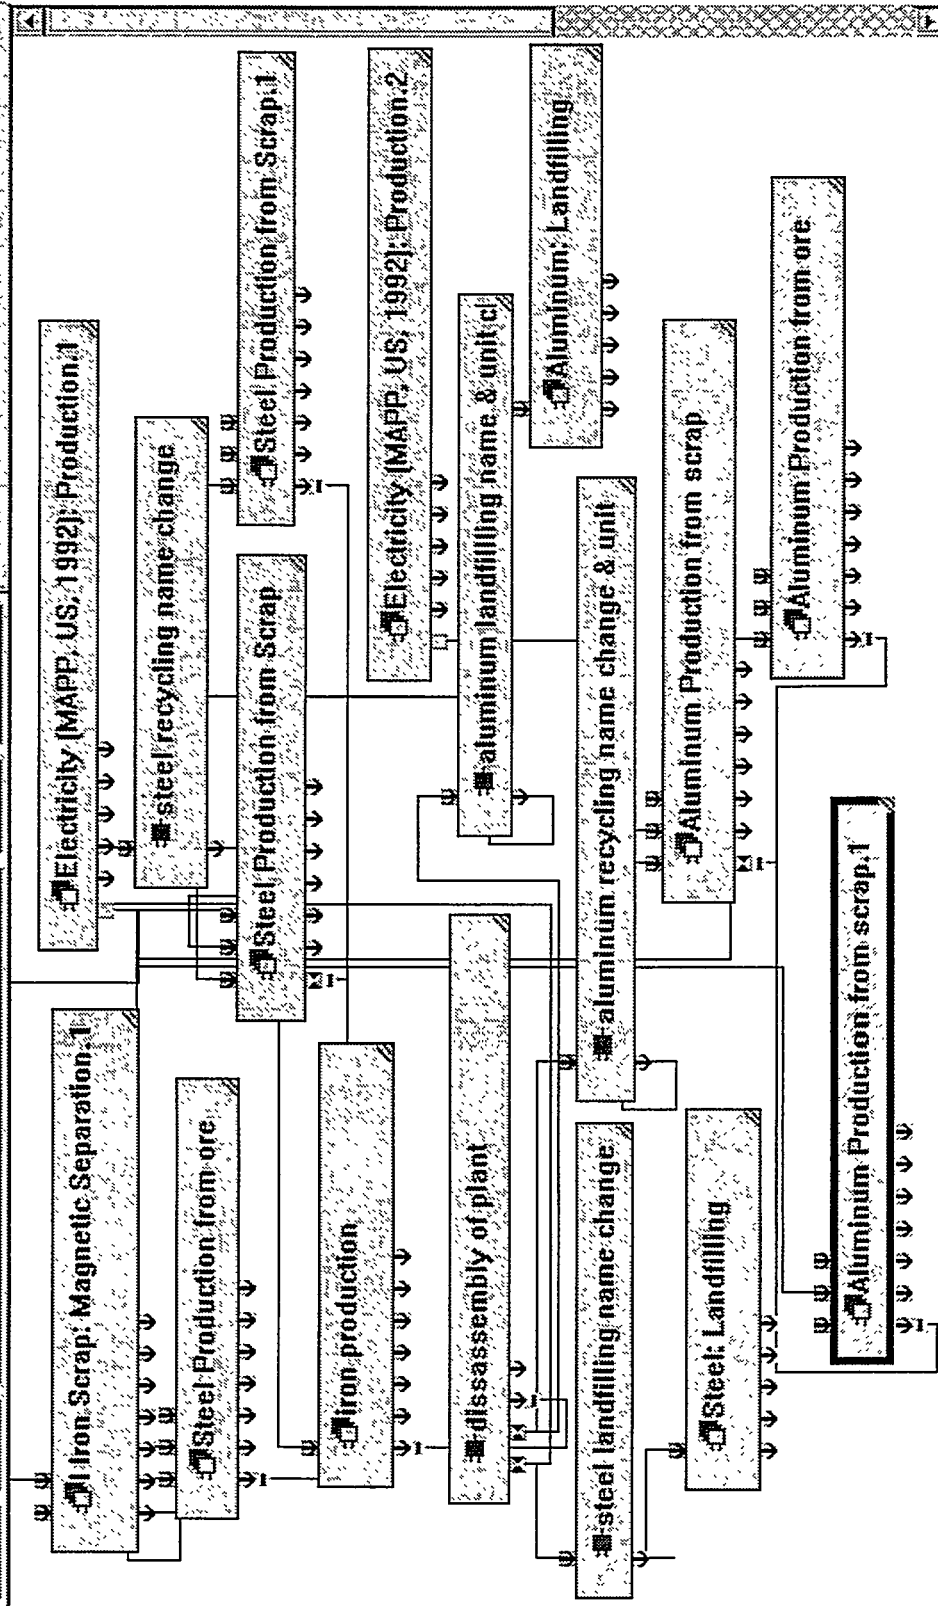 Electricity (MAPP, US, 1992): Production.1
I Iron Scrap: Magnetic Separation.1
steel recycling name change
Steel Production from ore
Steel Production from Scrap.1
Steel Production from Scrap
iron production
Electricity (MAPP, US, 1992): Production.2
dissassembly of plant
aluminum landfilling name & unit cl
Aluminum: Landfilling
steel landfilling name change
aluminum recycling name change & unit
Steel: Landfilling
Aluminum Production from scrap
Aluminum Production from ore
Aluminum Production from scrap.1